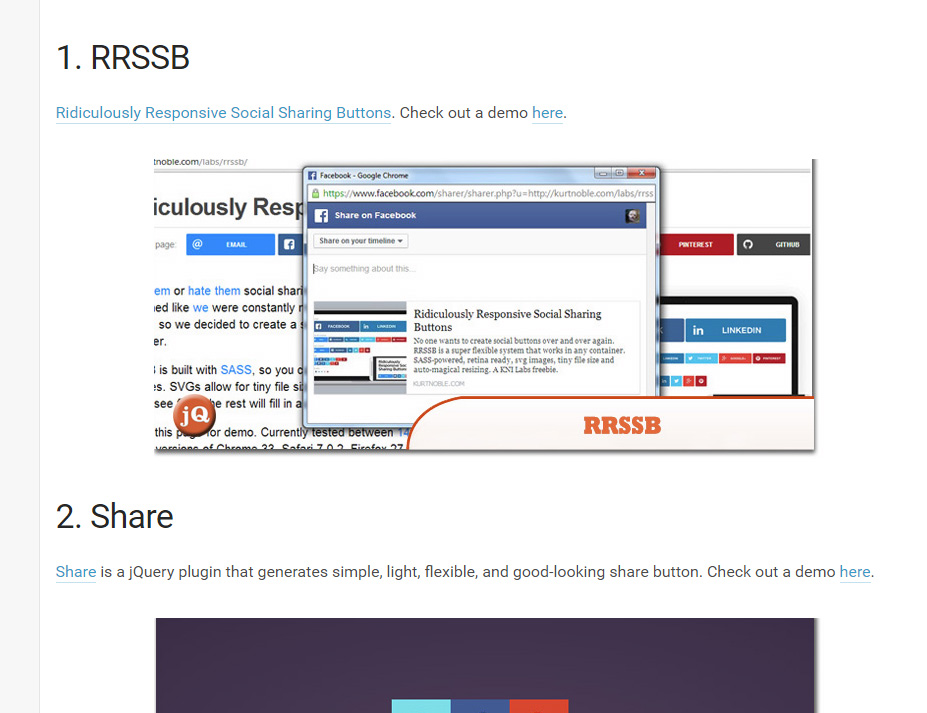 1. RRSSB
Ridiculously Responsive Social Sharing Buttons. Check out a demo here.
tnoble.com/labs/rrssb/
Facebook - Google Chrome
https://www.facebook.com/sharer/sharer.php?u=http://kurtnoble.com/labs/rrss
iculously Resp
Share on Facebook
page:
@ EMAIL
PINTEREST
GITHUB
Share on your timeline
Say something about this...
em or hate them social shari
ed like we were constantly r
so we decided to create a s
er.
FACEBOOK
LINKEDIN
Ridiculously Responsive Social Sharing
Buttons
No one wants to create social buttons over and over again.
RRSSB is a super flexible system that works in any container.
SASS-powered, retina ready, svg images, tiny file size and
auto-magical resizing. A KNI Labs freebie.
KURTNOBLE.COM
in LINKEDIN
is built with SASS, so you c
es. SVGs allow for tiny file si
see
the rest will fill in a
jQ
this page for demo. Currently tested between 14
versions of Chrome 33, Safari 7.0.2, Firefox 27
RRSSB
2. Share
Share is a jQuery plugin that generates simple, light, flexible, and good-looking share button. Check out a demo here.